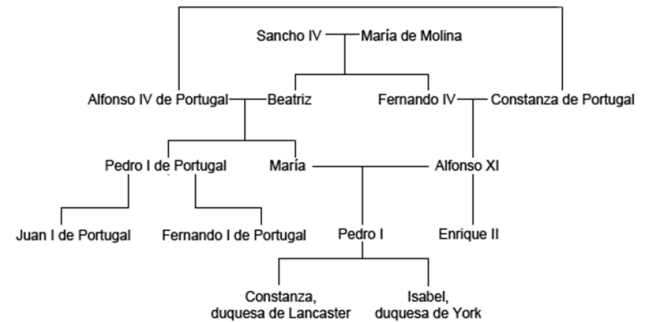 Sancho IV María de Molina
Alfonso IV de Portugal Beatriz Fernando IV Constanza de Portugal
Pedro I de Portugal María Alfonso XI
Juan I de Portugal Fernando I de Portugal Pedro I Enrique II
Constanza,
duquesa de Lancaster
Isabel,
duquesa de York